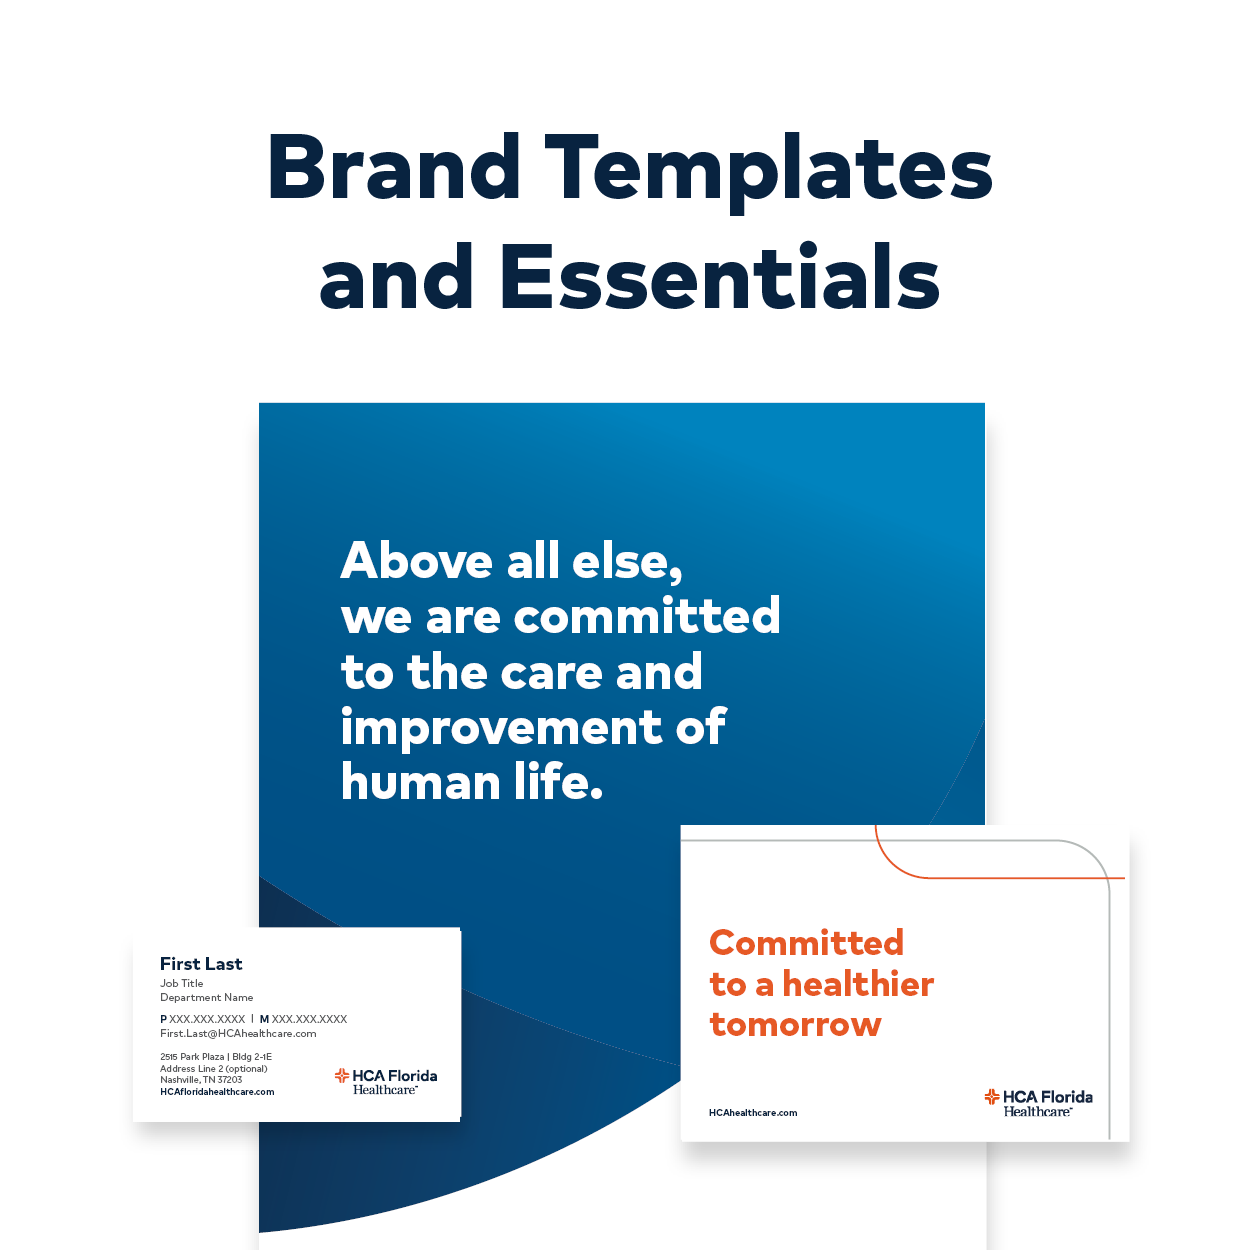 Brand Templates
and Essentials
Above all else,
we are committed
to the care and
improvement of
human life.
First Last
Job Title
Department Name
P XXX.XXX.XXXX | M XXX.XXX.XXXX
First.Last@HCAhealthcare.com
2515 Park Plaza | Bldg 2-1E
Address Line 2 (optional)
Nashville, TN 37203
HCAfloridahealthcare.com
HCA Florida
Healthcare™
Committed
to a healthier
tomorrow
HCAhealthcare.com
HCA Florida
Healthcare™